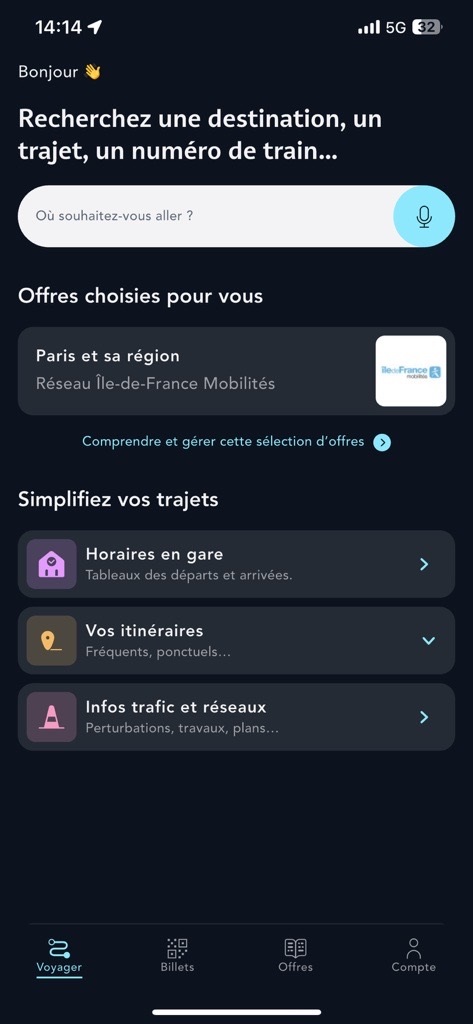 14:14
5G
32
Bonjour 👋
Recherchez une destination, un
trajet, un numéro de train...
Où souhaitez-vous aller ?
Offres choisies pour vous
Paris et sa région
Réseau Île-de-France Mobilités
île de France
mobilités
Comprendre et gérer cette sélection d'offres
Simplifiez vos trajets
Horaires en gare
Tableaux des départs et arrivées.
Vos itinéraires
Fréquents, ponctuels...
Infos trafic et réseaux
Perturbations, travaux, plans...
Voyager
Billets
Offres
Compte